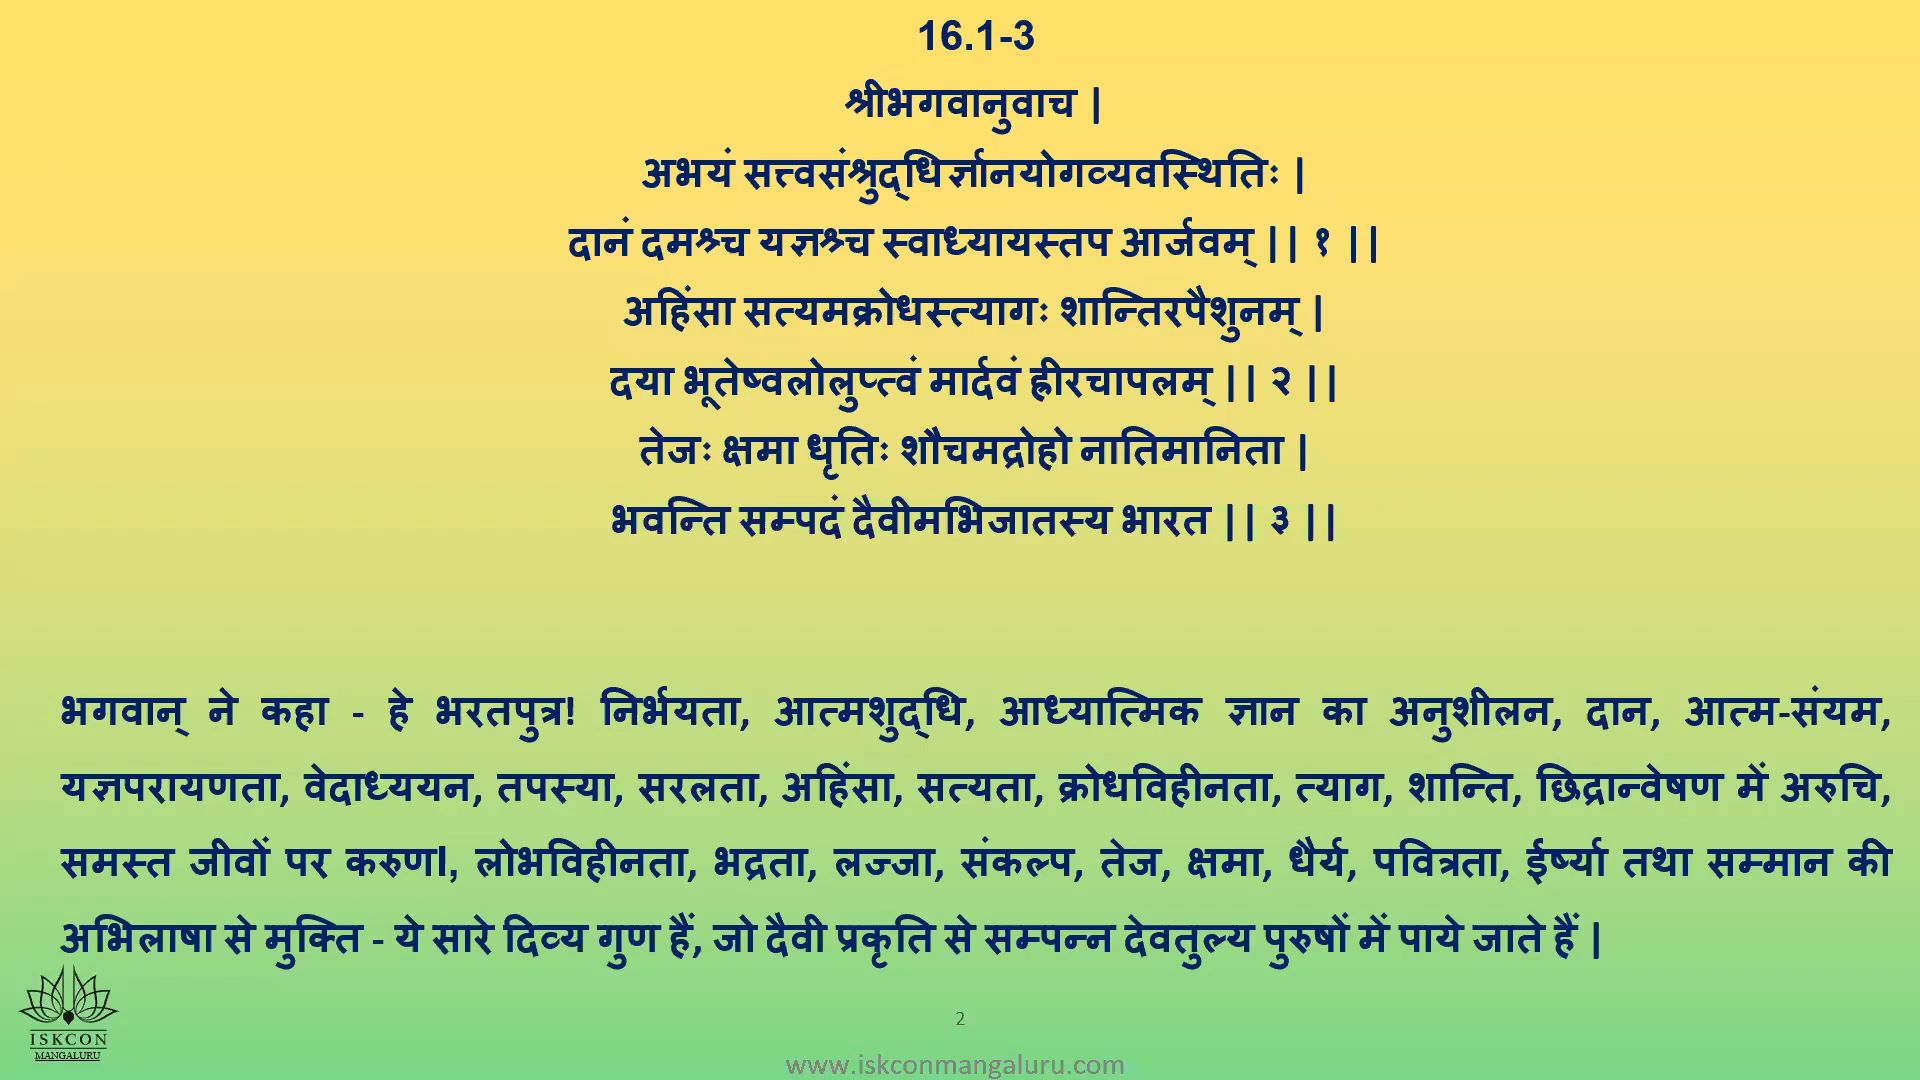 16.1-3
श्रीभगवानुवाच |
अभयं सत्त्वसंश्रुद्धिर्ज्ञानयोगव्यवस्थितिः |
दानं दमश्र्च यज्ञश्र्च स्वाध्यायस्तप आर्जवम् || १ ||
अहिंसा सत्यमक्रोधस्त्यागः शान्तिरपैशुनम् |
दया भूतेष्वलोलुप्त्वं मार्दवं ह्रीरचापलम् || २ ||
तेजः क्षमा धृतिः शौचमद्रोहो नातिमानिता |
भवन्ति सम्पदं दैवीमभिजातस्य भारत || ३ ||
भगवान् ने कहा - हे भरतपुत्र! निर्भयता, आत्मशुद्धि, आध्यात्मिक ज्ञान का अनुशीलन, दान, आत्म-संयम,
यज्ञपरायणता, वेदाध्ययन, तपस्या, सरलता, अहिंसा, सत्यता, क्रोधविहीनता, त्याग, शान्ति, छिद्रान्वेषण में अरुचि,
समस्त जीवों पर करुणl, लोभविहीनता, भद्रता, लज्जा, संकल्प, तेज, क्षमा, धैर्य, पवित्रता, ईर्ष्या तथा सम्मान की
अभिलाषा से मुक्ति - ये सारे दिव्य गुण हैं, जो दैवी प्रकृति से सम्पन्न देवतुल्य पुरुषों में पाये जाते हैं |
ISKCON
MANGALURU
2
www.iskconmangaluru.com